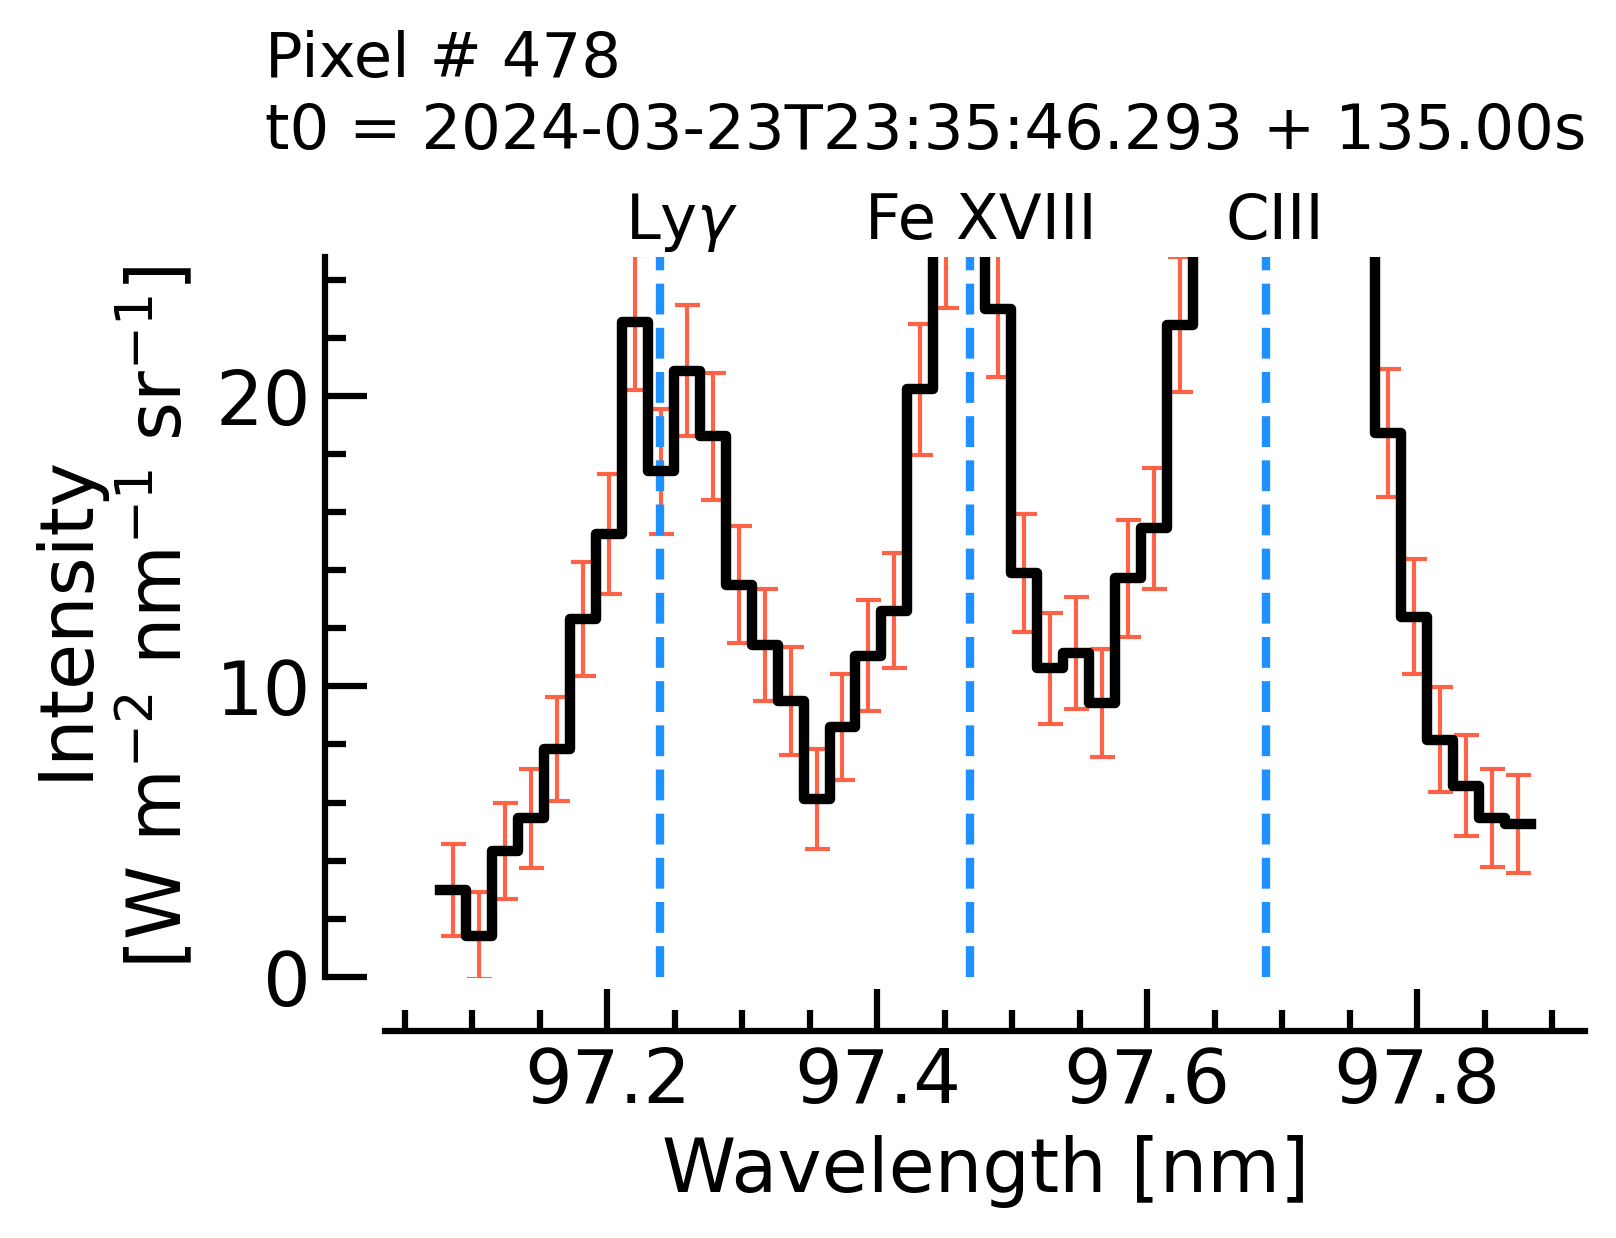 Pixel # 478
t0 = 2024-03-23T23:35:46.293 + 135.00s
Lyγ Fe XVIII CIII
Intensity
[W m⁻² nm⁻¹ sr⁻¹]
20
10
0
97.2 97.4 97.6 97.8
Wavelength [nm]